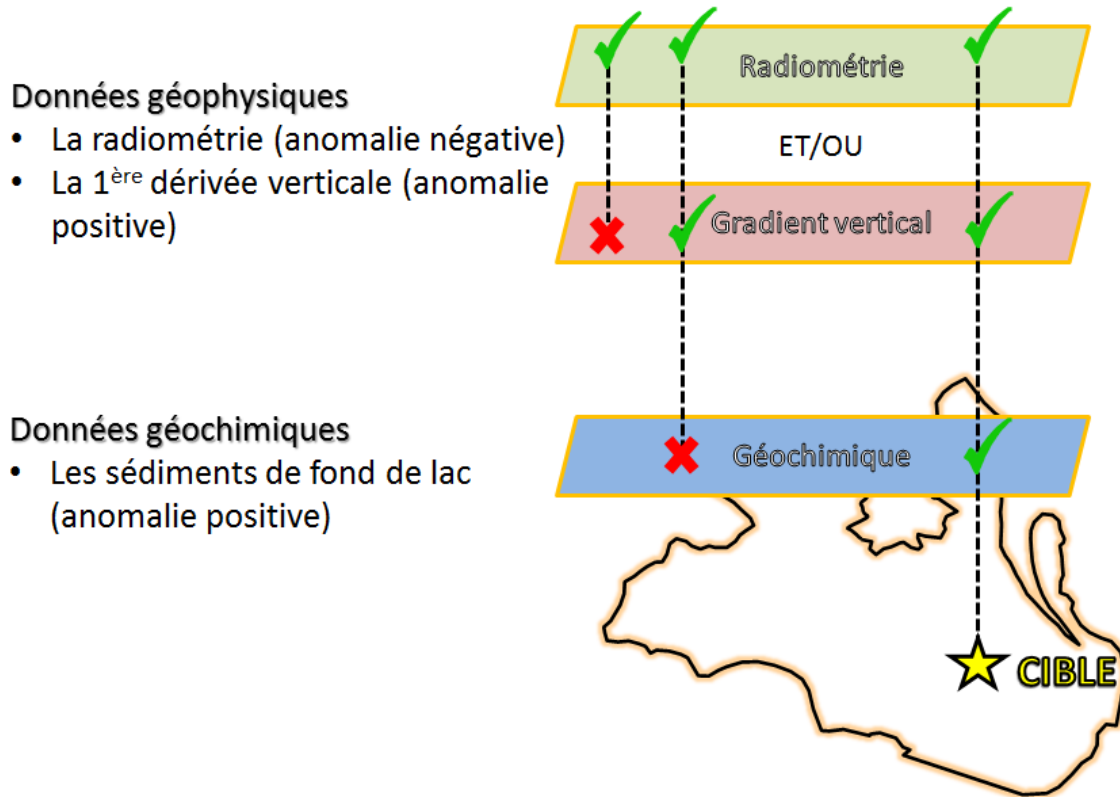 Données géophysiques
• La radiométrie (anomalie négative)
• La 1ère dérivée verticale (anomalie
positive)
Radiométrie
ET/OU
Gradient vertical
Données géochimiques
• Les sédiments de fond de lac
(anomalie positive)
Géochimique
CIBLE